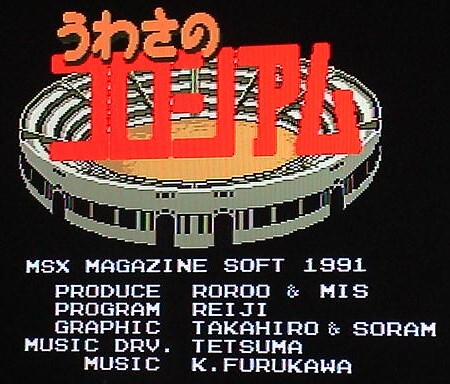 うわさの
コロシアム
MSX MAGAZINE SOFT 1991
PRODUCE ROROO & MIS
PROGRAM REIJI
GRAPHIC TAKAHIRO & SORAM
MUSIC DRV. TETSUMA
MUSIC K.FURUKAWA